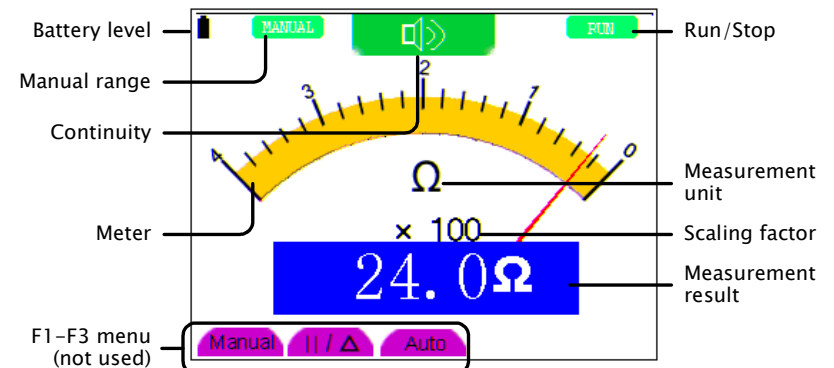 Battery level
MANUAL
RUN
Run/Stop
Manual range
Continuity
4
3
2
1
0
Ω
Measurement
unit
Meter
× 100
Scaling factor
24.0Ω
Measurement
result
F1-F3 menu
(not used)
Manual
|| / Δ
Auto